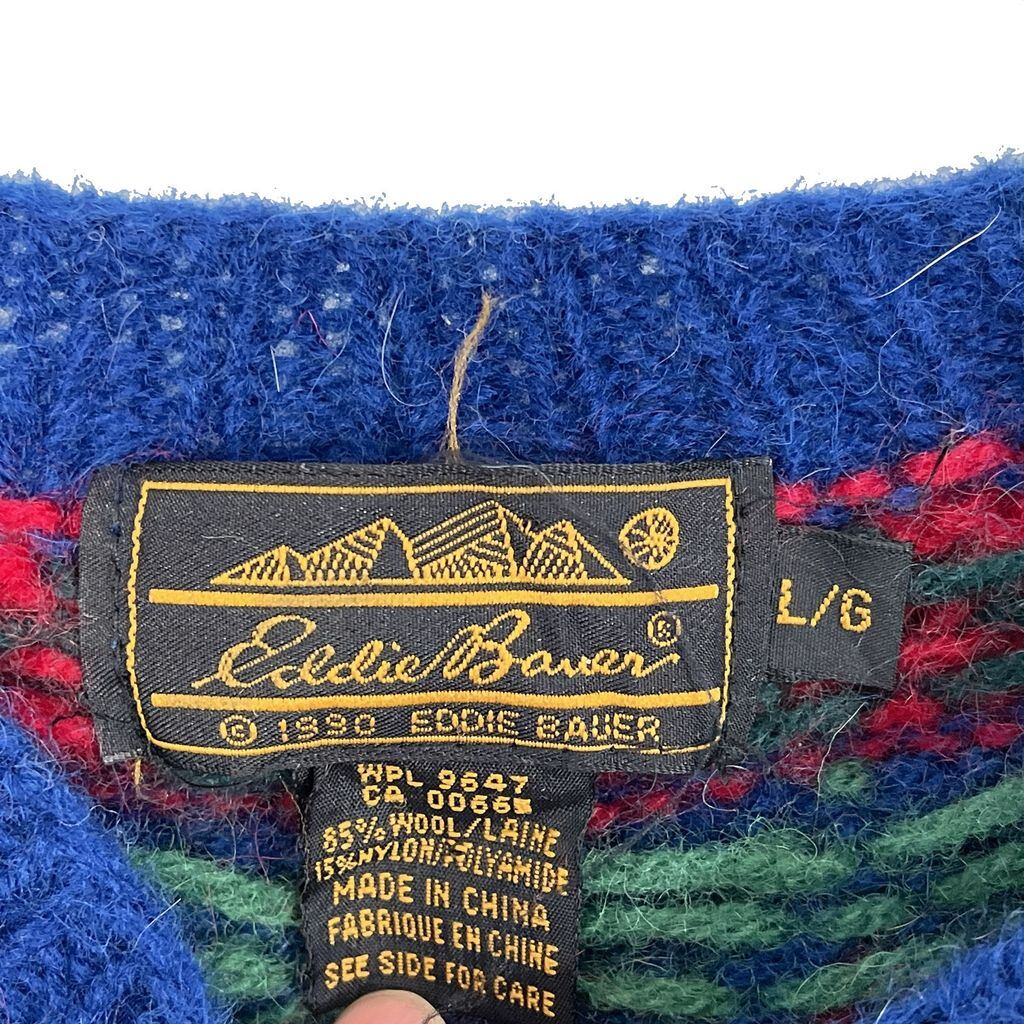 Eddie Bauer®
© 1990 EDDIE BAUER
L/G
WPL 9647
CA 00665
85% WOOL/LAINE
15% NYLON/POLYAMIDE
MADE IN CHINA
FABRIQUE EN CHINE
SEE SIDE FOR CARE